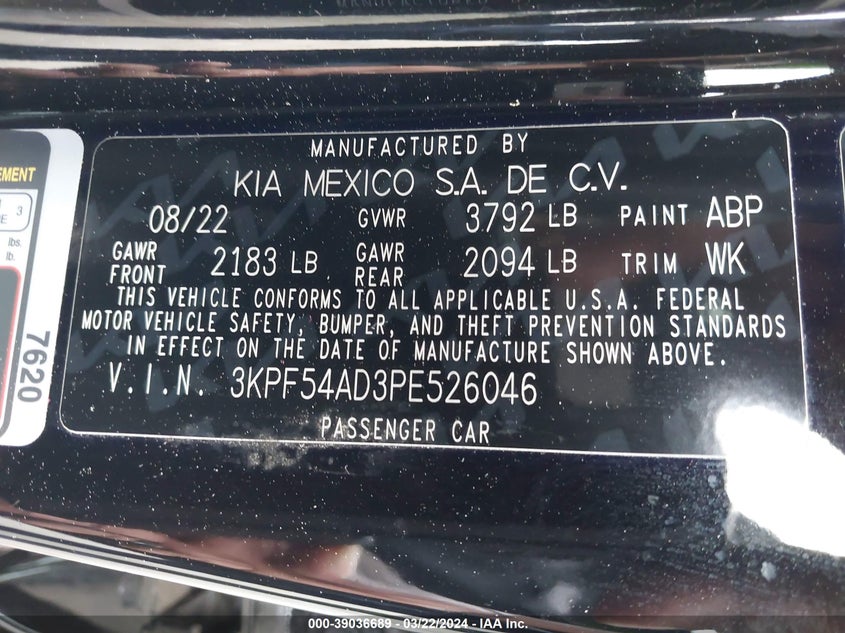 MANUFACTURED BY
KIA MEXICO S.A. DE C.V.
08/22 GVWR 3792 LB PAINT ABP
GAWR FRONT 2183 LB GAWR REAR 2094 LB TRIM WK
THIS VEHICLE CONFORMS TO ALL APPLICABLE U.S.A. FEDERAL
MOTOR VEHICLE SAFETY, BUMPER, AND THEFT PREVENTION STANDARDS
IN EFFECT ON THE DATE OF MANUFACTURE SHOWN ABOVE.
V.I.N. 3KPF54AD3PE526046
PASSENGER CAR
3
lbs.
lb.
7620
000-39036689 - 03/22/2024 - IAA Inc.